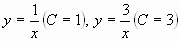 y = 1/x (C = 1), y = 3/x (C = 3)